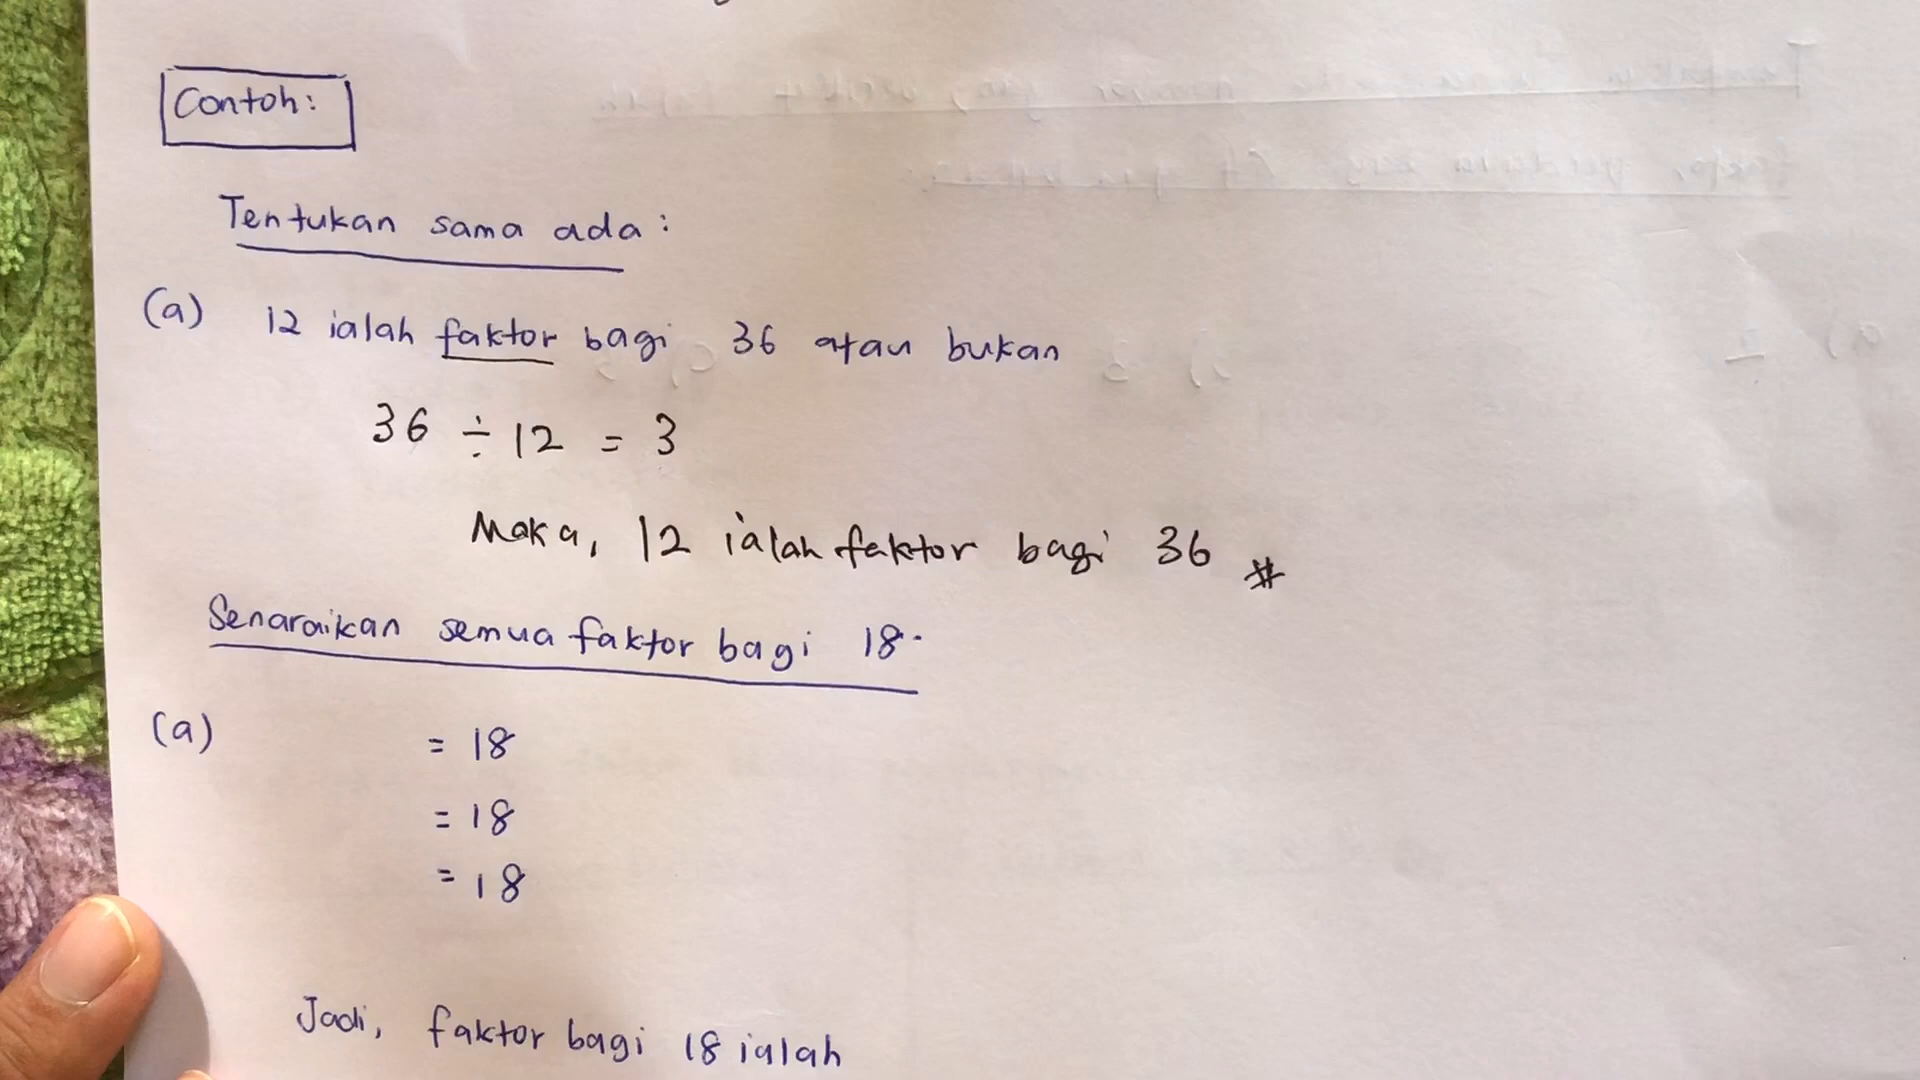 Contoh:
Tentukan sama ada:
(a) 12 ialah faktor bagi 36 atau bukan
36 ÷ 12 = 3
Maka, 12 ialah faktor bagi 36 #
Senaraikan semua faktor bagi 18.
(a) = 18
= 18
= 18
Jadi, faktor bagi 18 ialah